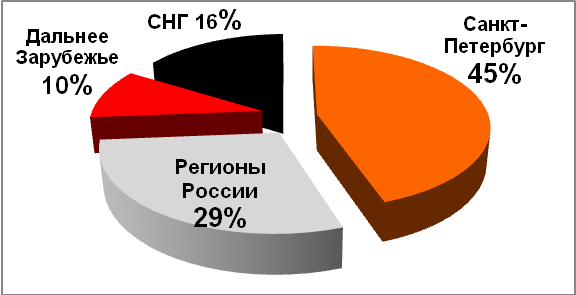 СНГ 16%
Санкт-
Петербург
45%
Дальнее
Зарубежье
10%
Регионы
России
29%